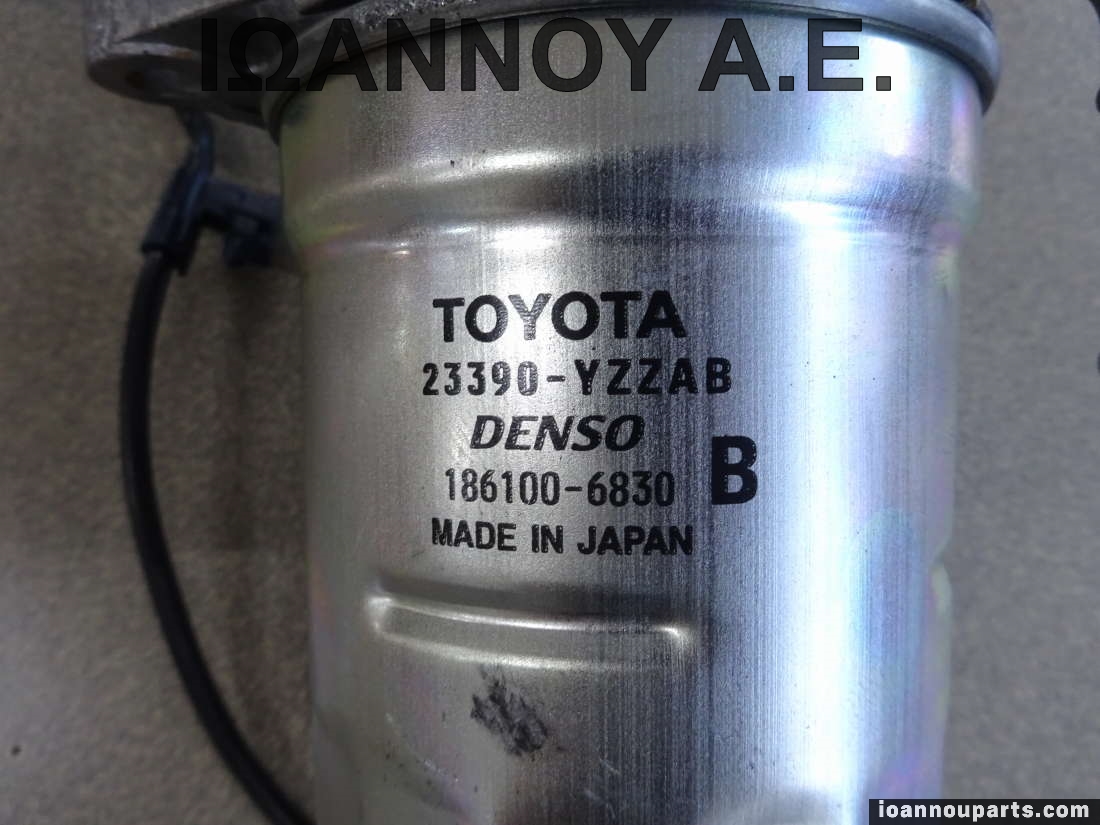 ΙΩΑΝΝΟΥ Α.Ε.
TOYOTA
23390-YZZAB
DENSO
186100-6830 B
MADE IN JAPAN
ioannouparts.com